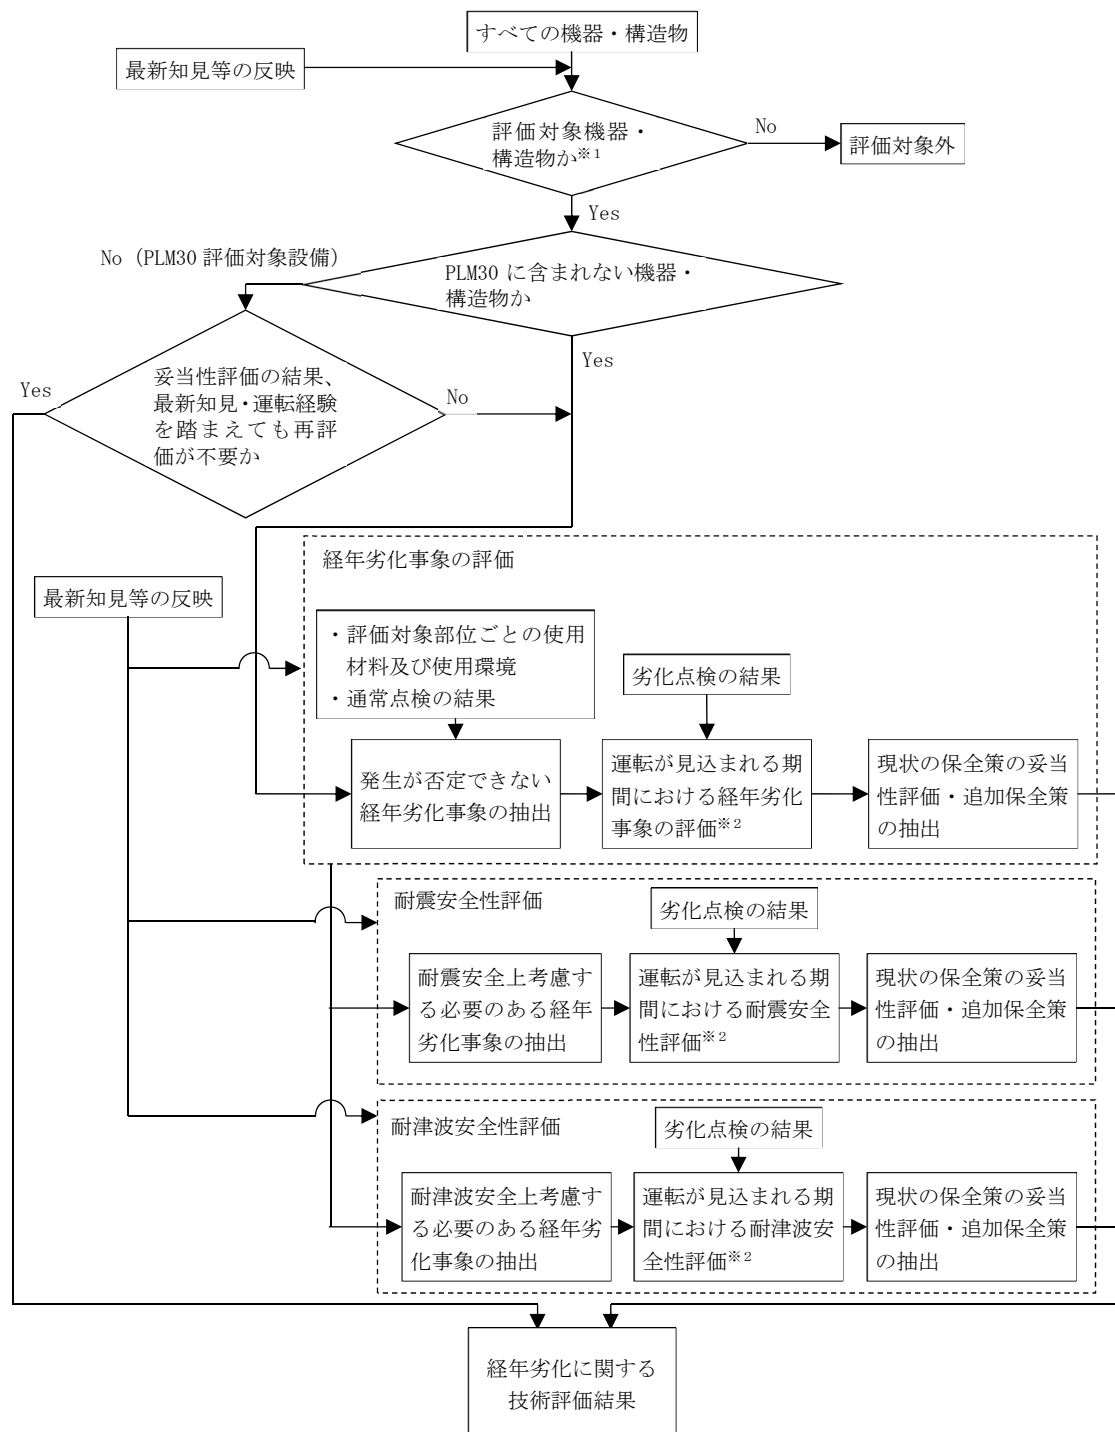 すべての機器・構造物
最新知見等の反映
評価対象機器・
構造物か※1
No
評価対象外
Yes
No（PLM30 評価対象設備）
PLM30 に含まれない機器・
構造物か
Yes
Yes
妥当性評価の結果、
最新知見・運転経験
を踏まえても再評
価が不要か
No
経年劣化事象の評価
最新知見等の反映
・評価対象部位ごとの使用
材料及び使用環境
・通常点検の結果
劣化点検の結果
発生が否定できない
経年劣化事象の抽出
運転が見込まれる期
間における経年劣化
事象の評価※2
現状の保全策の妥当
性評価・追加保全策
の抽出
耐震安全性評価
劣化点検の結果
耐震安全上考慮す
る必要のある経年
劣化事象の抽出
運転が見込まれる期
間における耐震安全
性評価※2
現状の保全策の妥当
性評価・追加保全策
の抽出
耐津波安全性評価
劣化点検の結果
耐津波安全上考慮す
る必要のある経年劣
化事象の抽出
運転が見込まれる期
間における耐津波安
全性評価※2
現状の保全策の妥当
性評価・追加保全策
の抽出
経年劣化に関する
技術評価結果